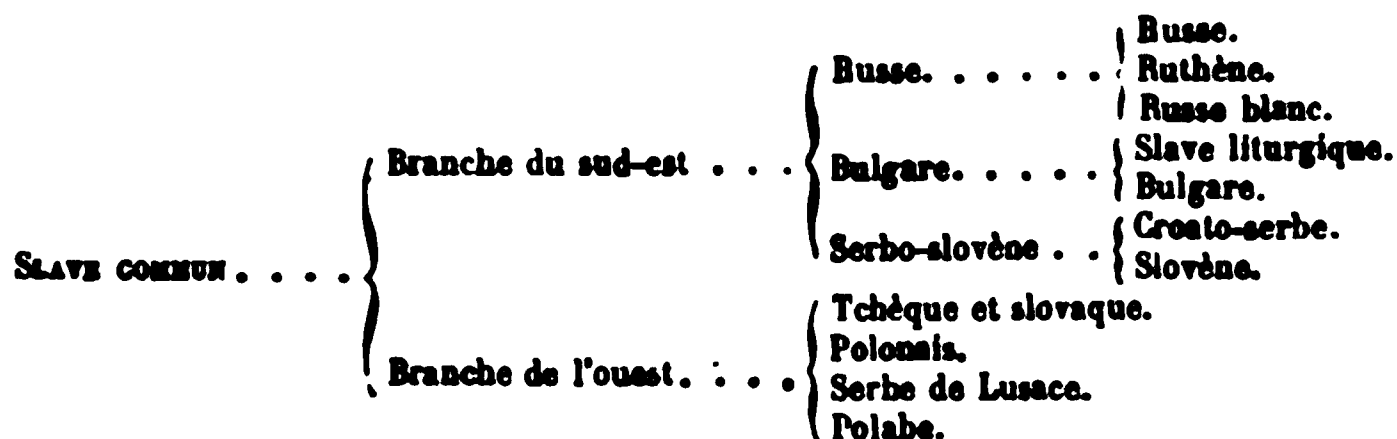 SLAVE COMMUN . . . .
Branche du sud-est . . .
Russe. . . . . .
Russe.
Ruthène.
Russe blanc.
Bulgare. . . . .
Slave liturgique.
Bulgare.
Serbo-slovène . .
Croato-serbe.
Slovène.
Branche de l'ouest. . . .
Tchèque et slovaque.
Polonais.
Serbe de Lusace.
Polabe.